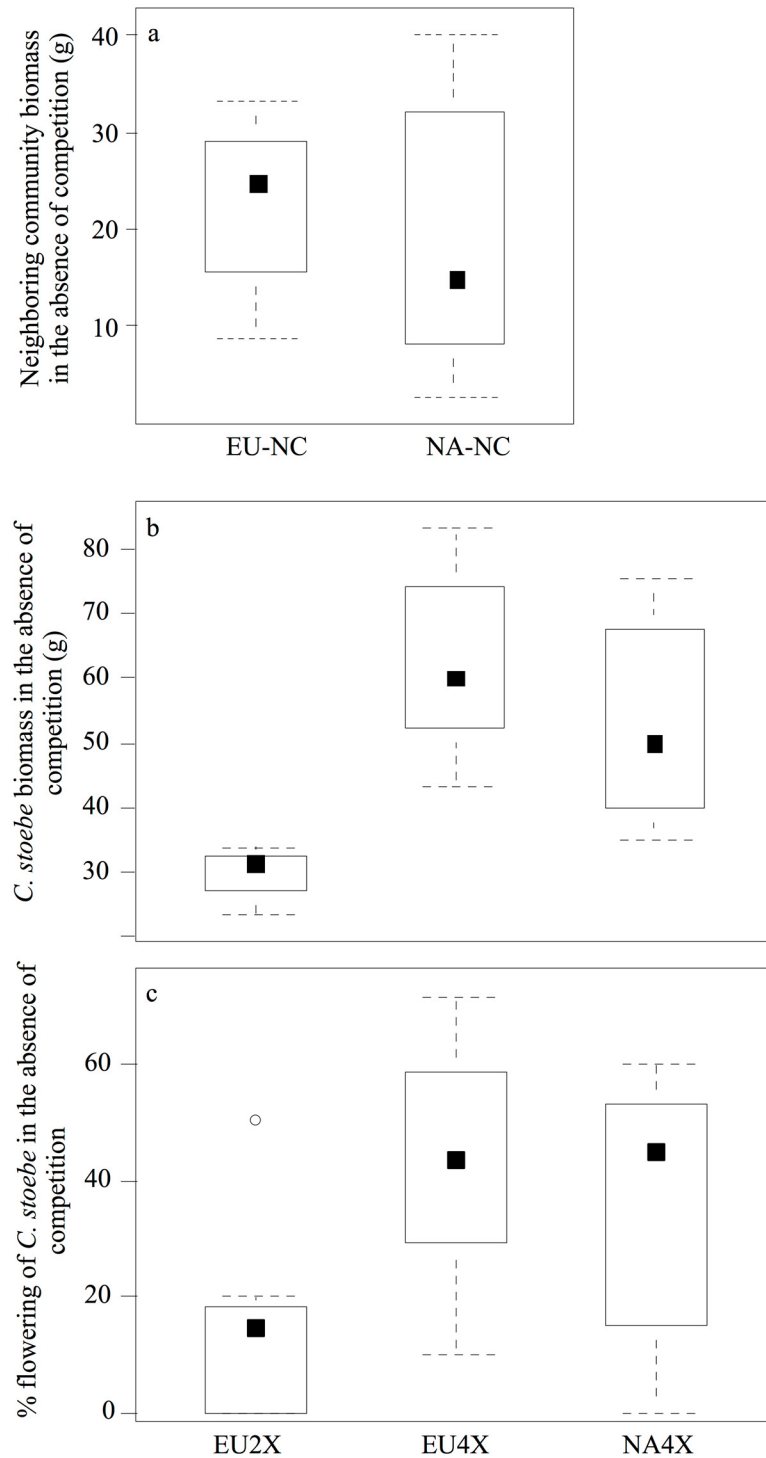 a
Neighboring community biomass
in the absence of competition (g)
40
30
20
10
EU-NC
NA-NC
b
C. stoebe biomass in the absence of
competition (g)
80
70
60
50
40
30
c
% flowering of C. stoebe in the absence of
competition
60
40
20
0
EU2X
EU4X
NA4X